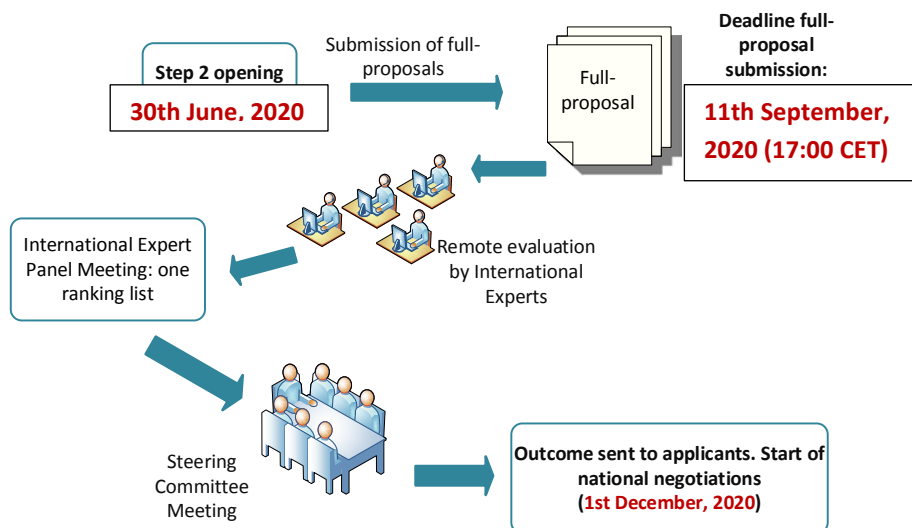 Step 2 opening
30th June, 2020
Submission of full-
proposals
Full-
proposal
Deadline full-
proposal
submission:
11th September,
2020 (17:00 CET)
Remote evaluation
by International
Experts
International Expert
Panel Meeting: one
ranking list
Steering
Committee
Meeting
Outcome sent to applicants. Start of
national negotiations
(1st December, 2020)